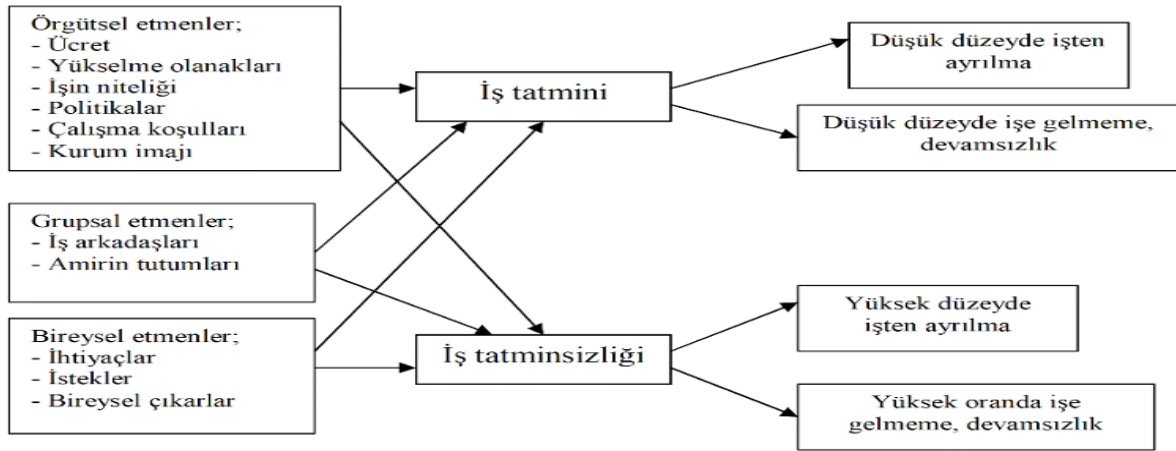 Örgütsel etmenler;
- Ücret
- Yükselme olanakları
- İşin niteliği
- Politikalar
- Çalışma koşulları
- Kurum imajı
Grupsal etmenler;
- İş arkadaşları
- Amirin tutumları
Bireysel etmenler;
- İhtiyaçlar
- İstekler
- Bireysel çıkarlar
İş tatmini
İş tatminsizliği
Düşük düzeyde işten
ayrılma
Düşük düzeyde işe gelmeme,
devamsızlık
Yüksek düzeyde
işten ayrılma
Yüksek oranda işe
gelmeme, devamsızlık